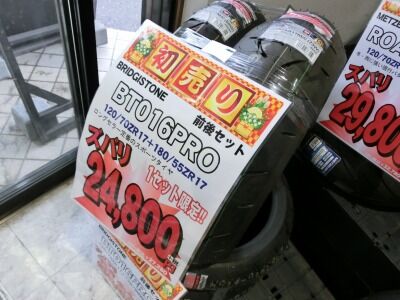 初売り
BRIDGISTONE 前後セット
BT016PRO
120/70ZR17+180/55ZR17
ロングセラー定番のスポーツタイヤ
ズバリ 1セット限定!!
24,800
METZE
ROA
120/70ZR
ズバリ
29,80